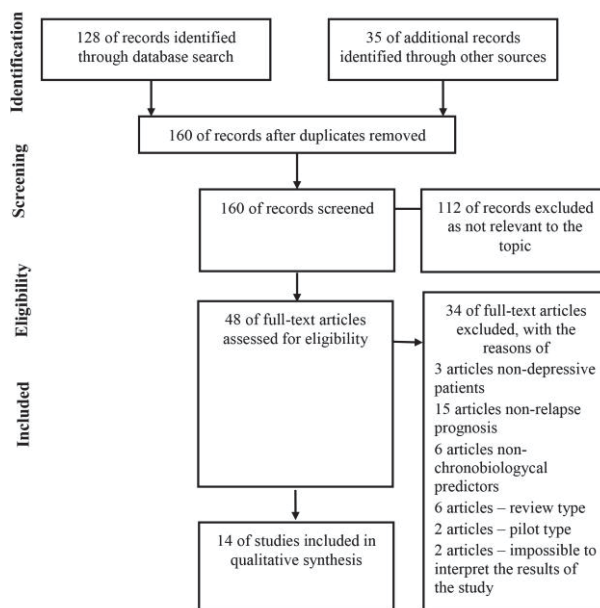 Identification
128 of records identified
through database search
35 of additional records
identified through other sources
160 of records after duplicates removed
Screening
160 of records screened
112 of records excluded
as not relevant to the
topic
Eligibility
48 of full-text articles
assessed for eligibility
34 of full-text articles
excluded, with the
reasons of
3 articles non-depressive
patients
15 articles non-relapse
prognosis
6 articles non-
chronobiologycal
predictors
6 articles – review type
2 articles – pilot type
2 articles – impossible to
interpret the results of
the study
Included
14 of studies included in
qualitative synthesis